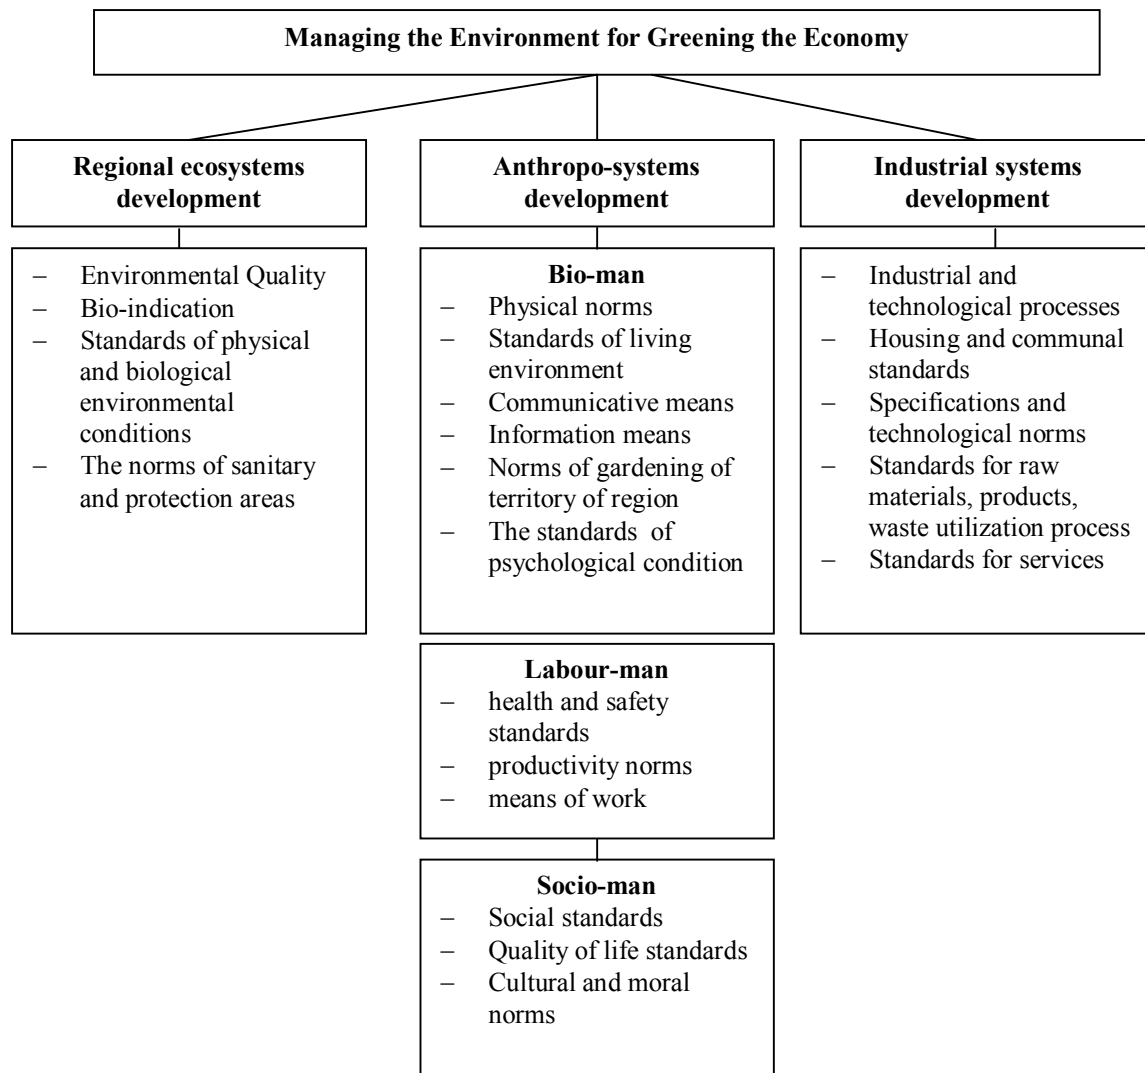 Managing the Environment for Greening the Economy
Regional ecosystems
development
– Environmental Quality
– Bio-indication
– Standards of physical
and biological
environmental
conditions
– The norms of sanitary
and protection areas
Anthropo-systems
development
Bio-man
– Physical norms
– Standards of living
environment
– Communicative means
– Information means
– Norms of gardening of
territory of region
– The standards of
psychological condition
Labour-man
– health and safety
standards
– productivity norms
– means of work
Socio-man
– Social standards
– Quality of life standards
– Cultural and moral
norms
Industrial systems
development
– Industrial and
technological processes
– Housing and communal
standards
– Specifications and
technological norms
– Standards for raw
materials, products,
waste utilization process
– Standards for services